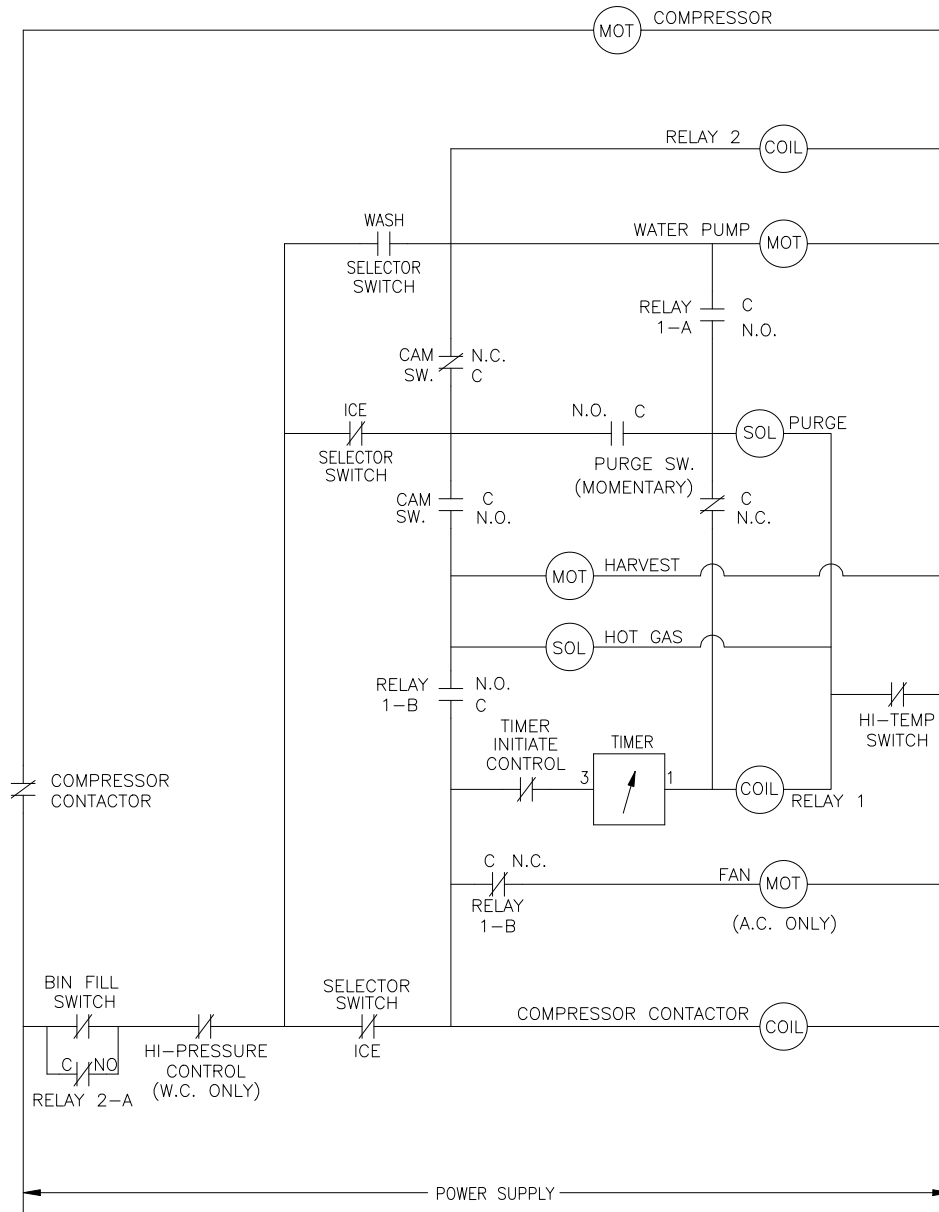 MOT COMPRESSOR
RELAY 2 COIL
WASH
SELECTOR
SWITCH
WATER PUMP MOT
RELAY
1-A
C
N.O.
CAM
SW.
N.C.
C
ICE
SELECTOR
SWITCH
N.O. C
PURGE SW.
(MOMENTARY)
SOL PURGE
CAM
SW.
C
N.O.
C
N.C.
MOT HARVEST
SOL HOT GAS
RELAY
1-B
N.O.
C
HI-TEMP
SWITCH
TIMER
INITIATE
CONTROL
TIMER
3 1
COIL RELAY 1
COMPRESSOR
CONTACTOR
C N.C.
RELAY
1-B
FAN MOT
(A.C. ONLY)
BIN FILL
SWITCH
C NO
RELAY 2-A
HI-PRESSURE
CONTROL
(W.C. ONLY)
SELECTOR
SWITCH
ICE
COMPRESSOR CONTACTOR COIL
POWER SUPPLY